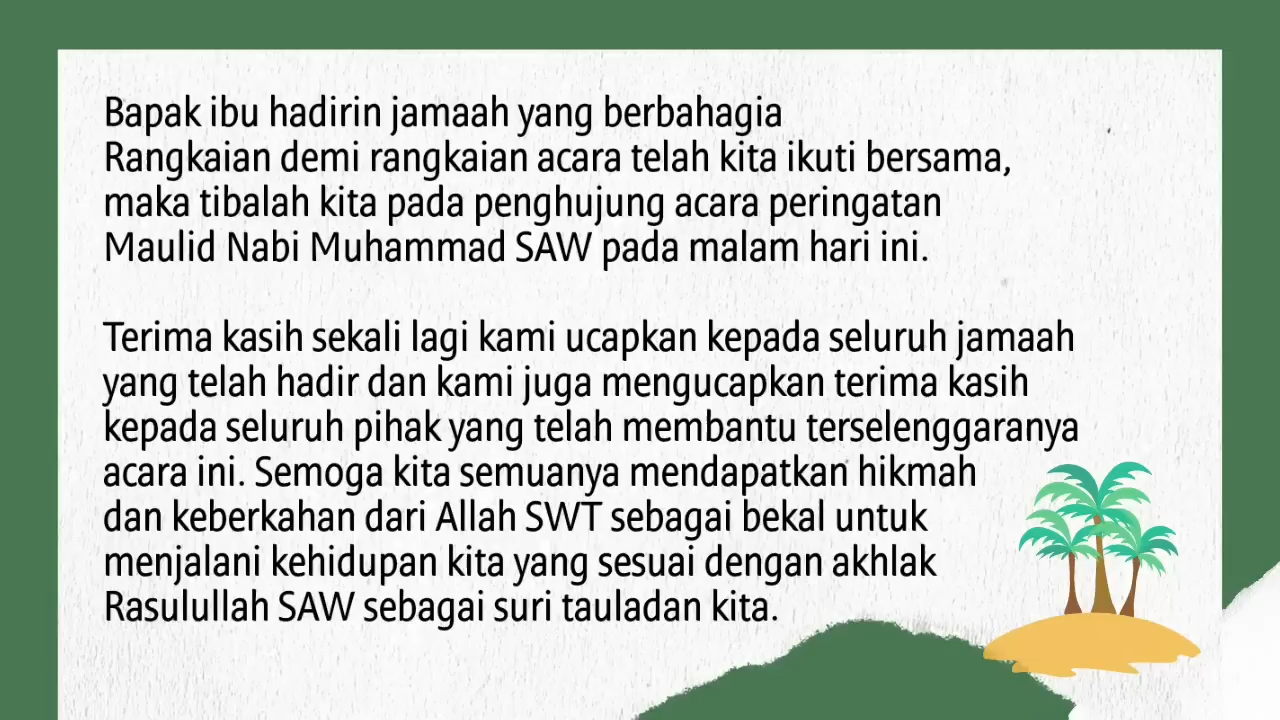 Bapak ibu hadirin jamaah yang berbahagia
Rangkaian demi rangkaian acara telah kita ikuti bersama,
maka tibalah kita pada penghujung acara peringatan
Maulid Nabi Muhammad SAW pada malam hari ini.
Terima kasih sekali lagi kami ucapkan kepada seluruh jamaah
yang telah hadir dan kami juga mengucapkan terima kasih
kepada seluruh pihak yang telah membantu terselenggaranya
acara ini. Semoga kita semuanya mendapatkan hikmah
dan keberkahan dari Allah SWT sebagai bekal untuk
menjalani kehidupan kita yang sesuai dengan akhlak
Rasulullah SAW sebagai suri tauladan kita.